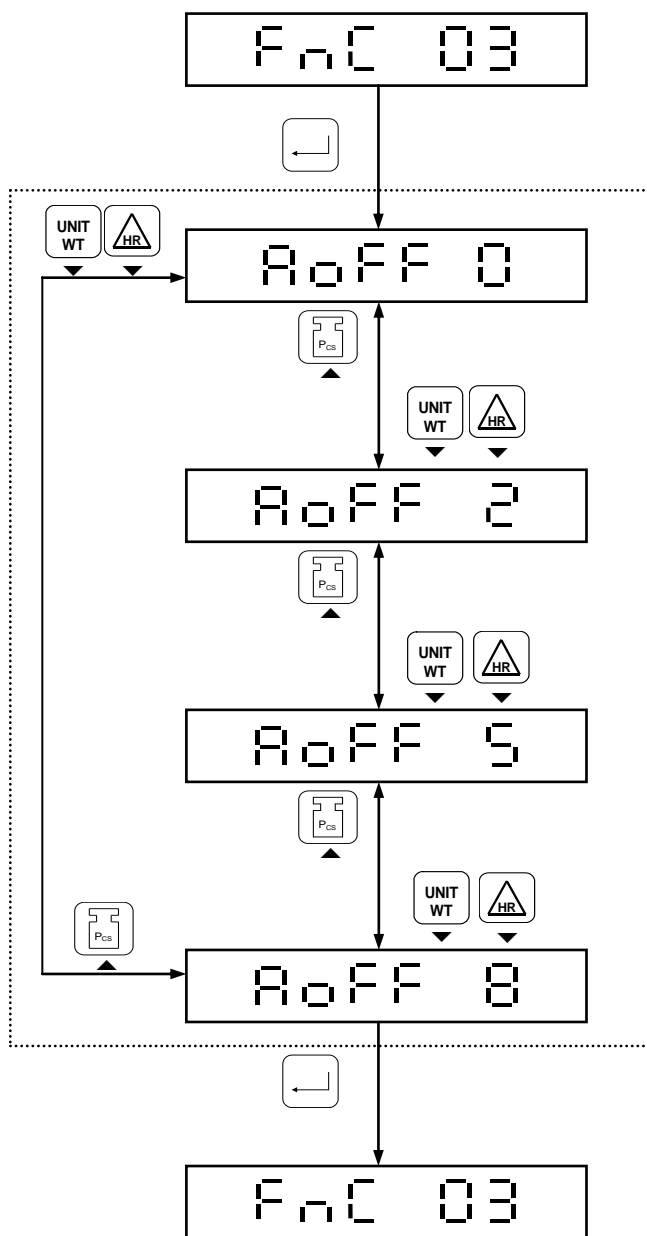 FnC 03
UNIT
WT
HR
AoFF 0
Pcs
UNIT
WT
HR
AoFF 2
Pcs
UNIT
WT
HR
AoFF 5
Pcs
UNIT
WT
HR
Pcs
AoFF 8
FnC 03